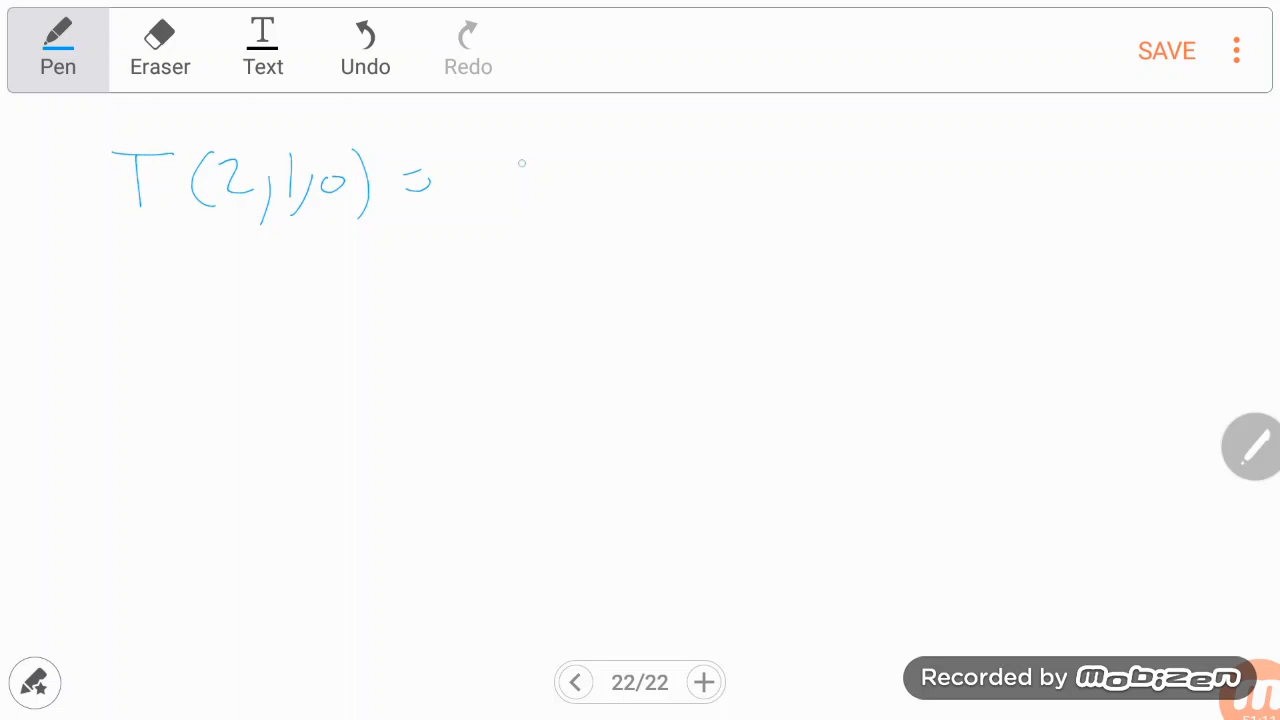 Pen Eraser Text Undo Redo SAVE
T
T(2,1,0) =
22/22
Recorded by mobizen